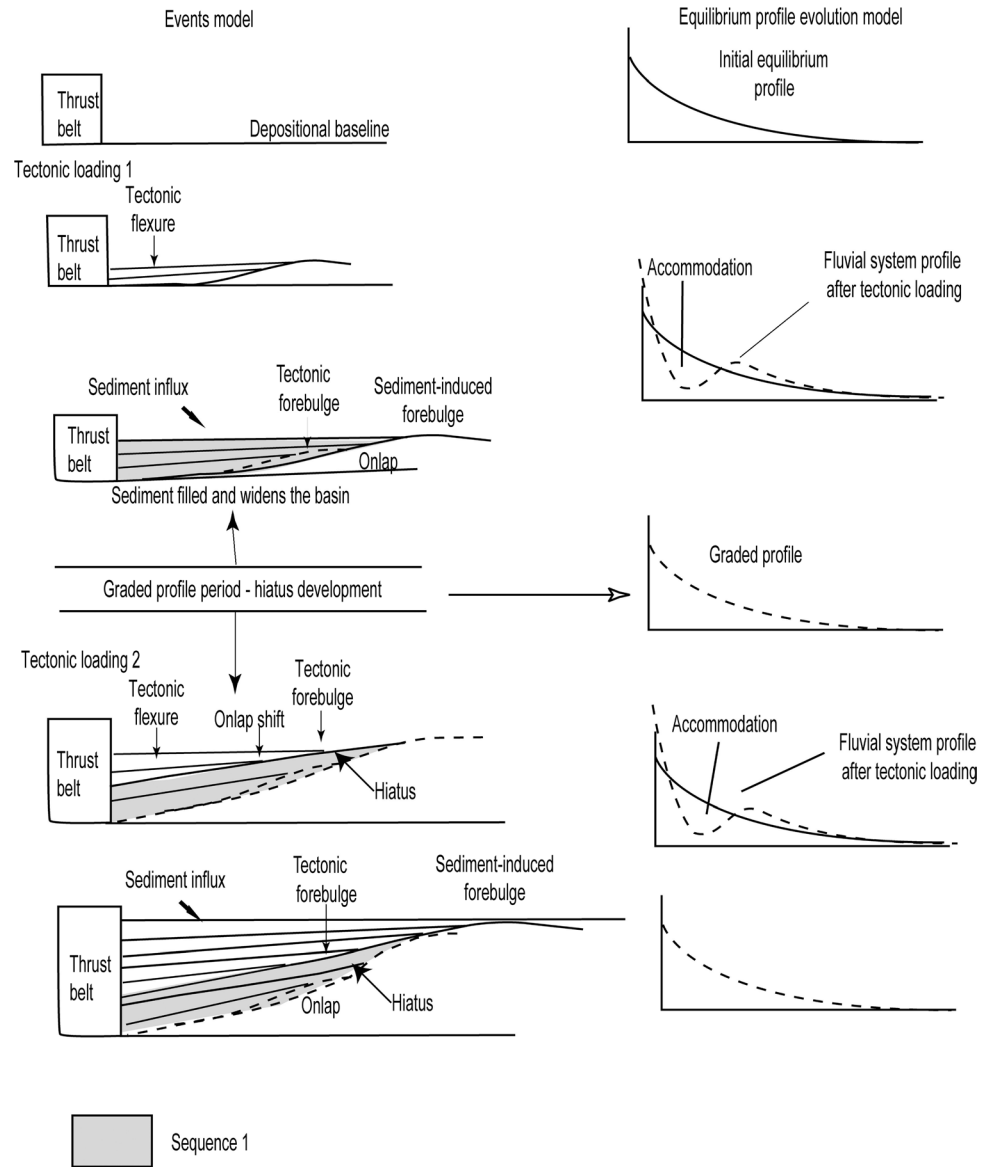 Events model
Equilibrium profile evolution model
Initial equilibrium
profile
Thrust
belt
Depositional baseline
Tectonic loading 1
Tectonic
flexure
Thrust
belt
Accommodation
Fluvial system profile
after tectonic loading
Sediment influx
Tectonic
forebulge
Sediment-induced
forebulge
Thrust
belt
Onlap
Sediment filled and widens the basin
Graded profile period - hiatus development
Graded profile
Tectonic loading 2
Tectonic
flexure
Onlap shift
Tectonic
forebulge
Thrust
belt
Hiatus
Accommodation
Fluvial system profile
after tectonic loading
Sediment influx
Tectonic
forebulge
Sediment-induced
forebulge
Thrust
belt
Onlap
Hiatus
Sequence 1